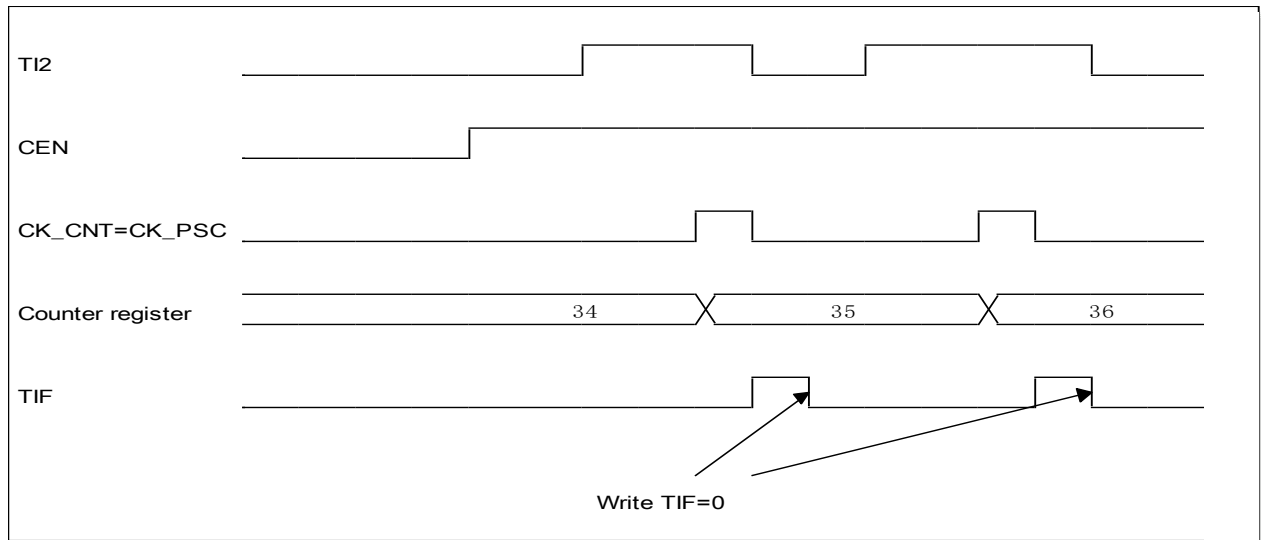 TI2
CEN
CK_CNT=CK_PSC
Counter register 34 35 36
TIF
Write TIF=0